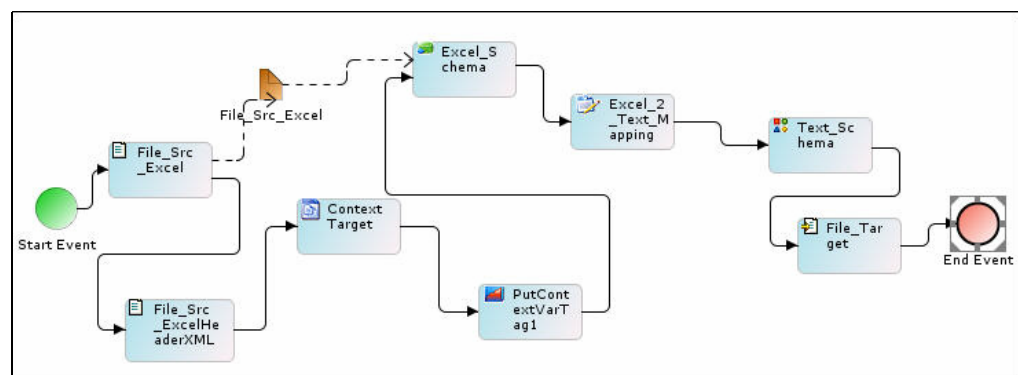 Excel_S
chema
File_Src_Excel
Excel_2
_Text_M
apping
Text_Sc
hema
File_Src
_Excel
Start Event
Context
Target
File_Tar
get
End Event
File_Src
_ExcelHe
aderXML
PutCont
extVarT
ag1